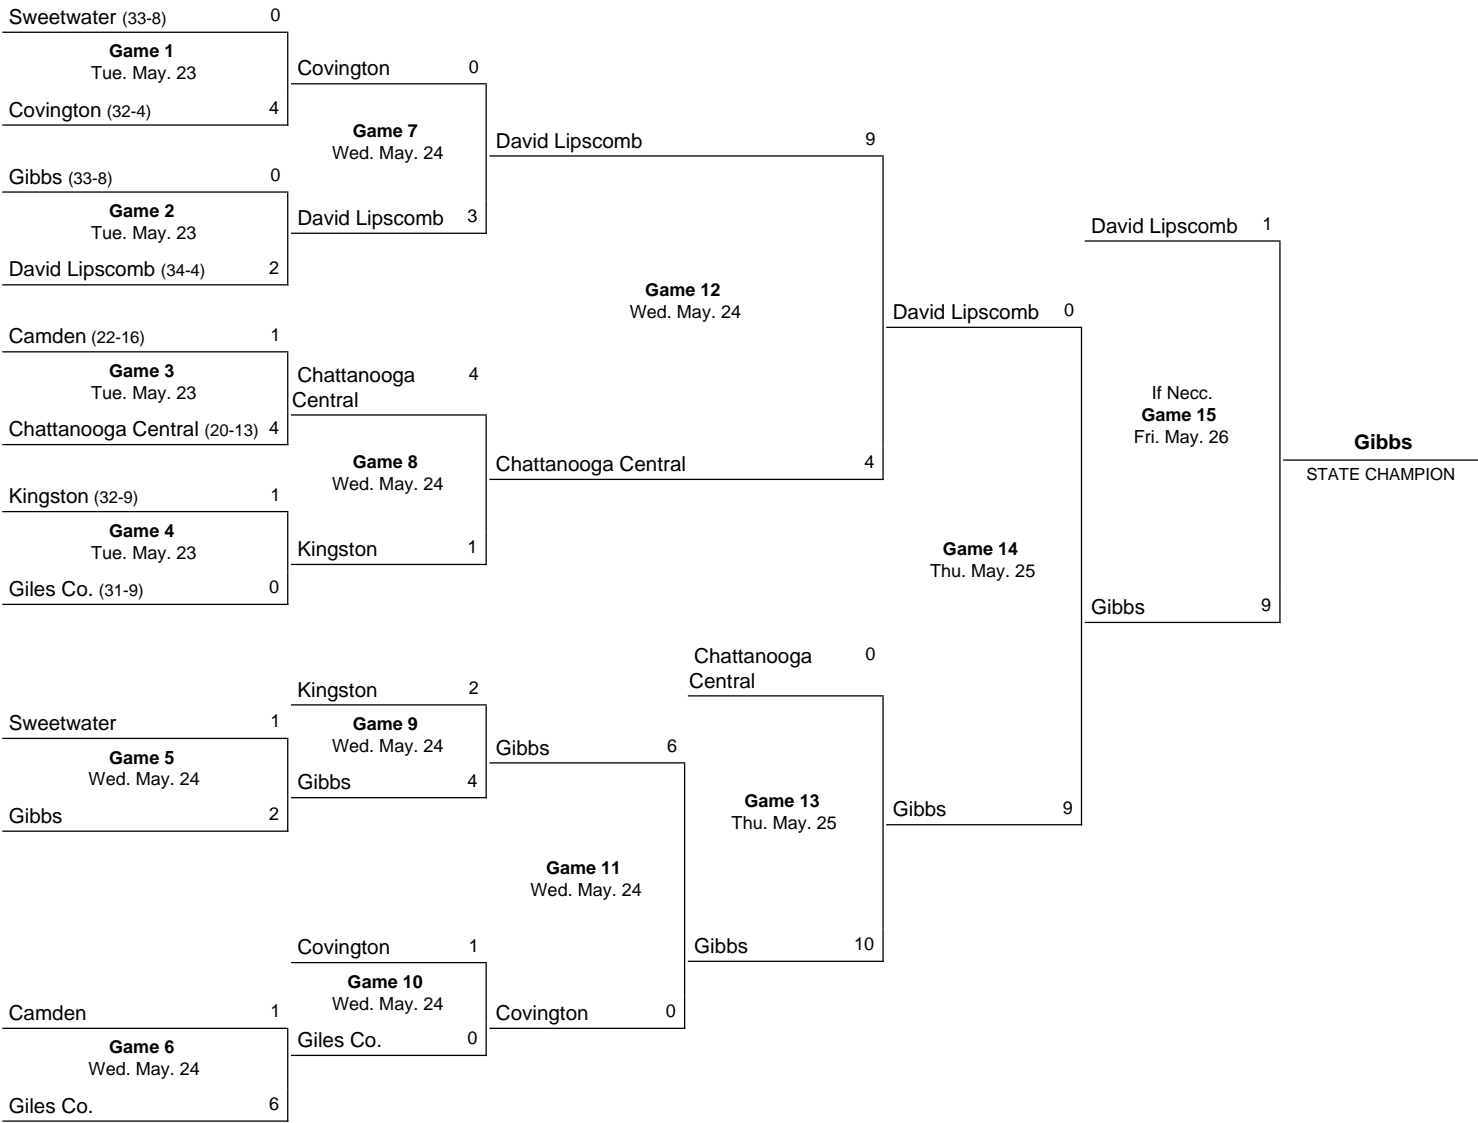 Sweetwater (33-8) 0
Game 1
Tue. May. 23
Covington (32-4) 4
Gibbs (33-8) 0
Game 2
Tue. May. 23
David Lipscomb (34-4) 2
Camden (22-16) 1
Game 3
Tue. May. 23
Chattanooga Central (20-13) 4
Kingston (32-9) 1
Game 4
Tue. May. 23
Giles Co. (31-9) 0
Sweetwater 1
Game 5
Wed. May. 24
Gibbs 2
Camden 1
Game 6
Wed. May. 24
Giles Co. 6
Covington 0
Game 7
Wed. May. 24
David Lipscomb 3
Chattanooga 4
Central
Game 8
Wed. May. 24
Kingston 1
Kingston 2
Game 9
Wed. May. 24
Gibbs 4
Covington 1
Game 10
Wed. May. 24
Giles Co. 0
David Lipscomb 9
Game 12
Wed. May. 24
Chattanooga Central 4
Gibbs 6
Game 11
Wed. May. 24
Covington 0
Chattanooga 0
Central
Game 13
Thu. May. 25
Gibbs 10
David Lipscomb 0
Game 14
Thu. May. 25
Gibbs 9
David Lipscomb 1
If Necc.
Game 15
Fri. May. 26
Gibbs 9
Gibbs
STATE CHAMPION